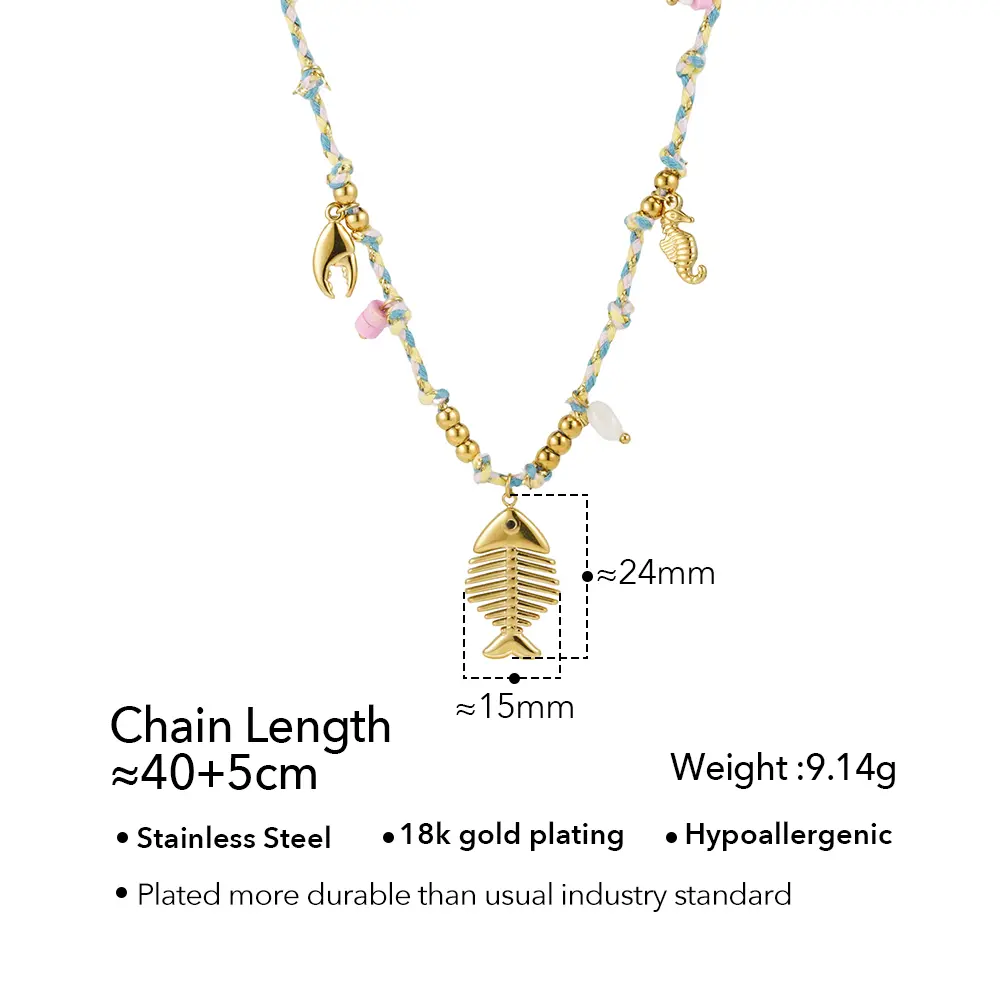 ≈24mm
≈15mm
Chain Length
≈40+5cm
Weight :9.14g
• Stainless Steel
• 18k gold plating
• Hypoallergenic
• Plated more durable than usual industry standard